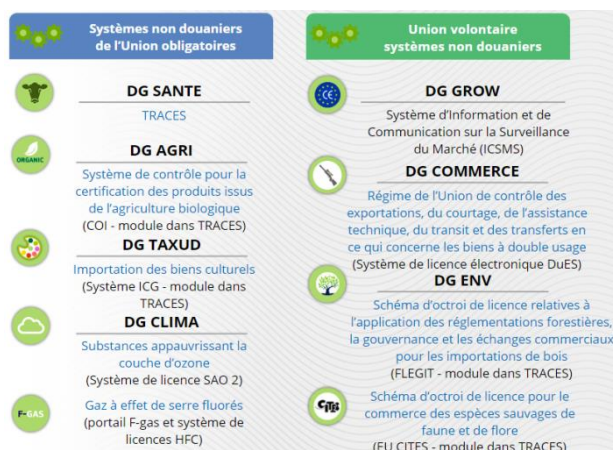 Systèmes non douaniers
de l'Union obligatoires
DG SANTE
TRACES
ORGANIC
DG AGRI
Système de contrôle pour la
certification des produits issus
de l'agriculture biologique
(COI - module dans TRACES)
DG TAXUD
Importation des biens culturels
(Système ICG - module dans
TRACES)
DG CLIMA
Substances appauvrissant la
couche d'ozone
(Système de licence SAO 2)
F-GAS
Gaz à effet de serre fluorés
(portail F-gas et système de
licences HFC)
Union volontaire
systèmes non douaniers
CE
DG GROW
Système d'Information et de
Communication sur la Surveillance
du Marché (ICSMS)
DG COMMERCE
Régime de l'Union de contrôle des
exportations, du courtage, de l'assistance
technique, du transit et des transferts en
ce qui concerne les biens à double usage
(Système de licence électronique DuES)
DG ENV
Schéma d'octroi de licence relatives à
l'application des réglementations forestières,
la gouvernance et les échanges commerciaux
pour les importations de bois
(FLEGIT - module dans TRACES)
CITES
Schéma d'octroi de licence pour le
commerce des espèces sauvages de
faune et de flore
(EU CITES - module dans TRACES)